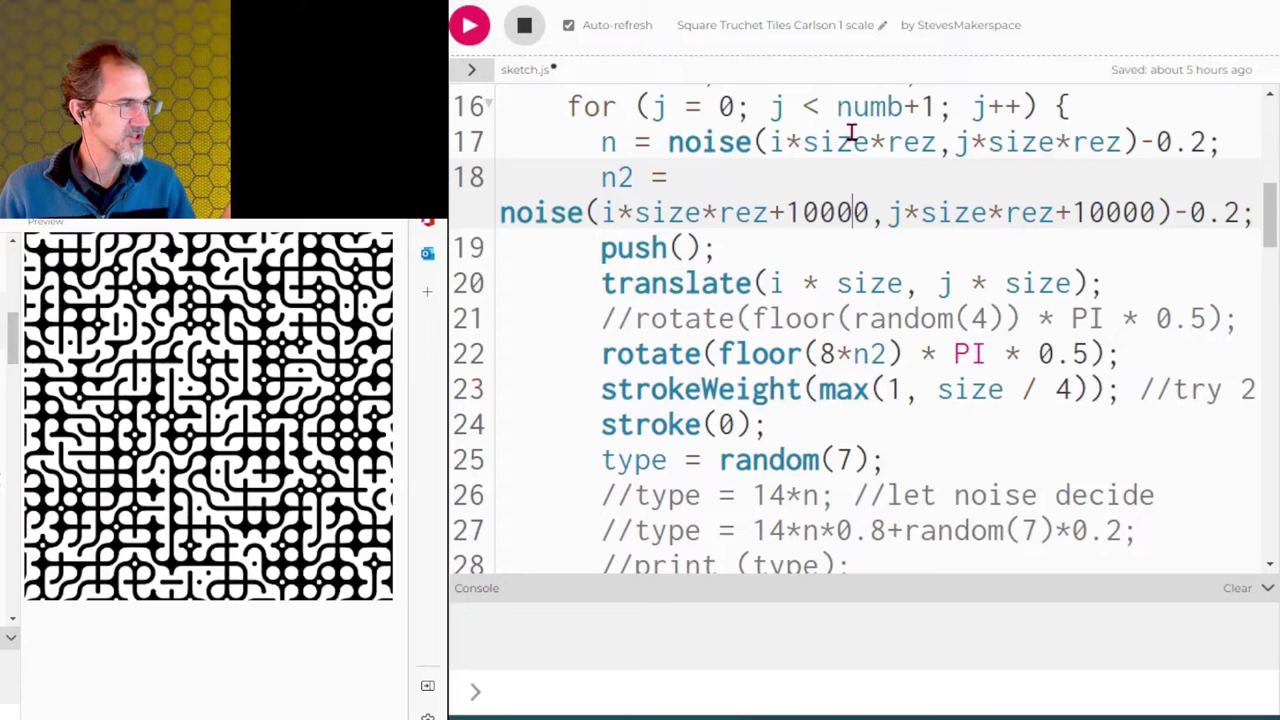 Auto-refresh
Square Truchet Tiles Carlson 1 scale
by StevesMakerspace
sketch.js
Saved: about 5 hours ago
16
for (j = 0; j < numb+1; j++) {
17
n = noise(i*size*rez,j*size*rez)-0.2;
18
n2 =
noise(i*size*rez+10000,j*size*rez+10000)-0.2;
19
push();
20
translate(i * size, j * size);
21
//rotate(floor(random(4)) * PI * 0.5);
22
rotate(floor(8*n2) * PI * 0.5);
23
strokeWeight(max(1, size / 4)); //try 2
24
stroke(0);
25
type = random(7);
26
//type = 14*n; //let noise decide
27
//type = 14*n*0.8+random(7)*0.2;
28
//print (type);
Console
Clear
Preview